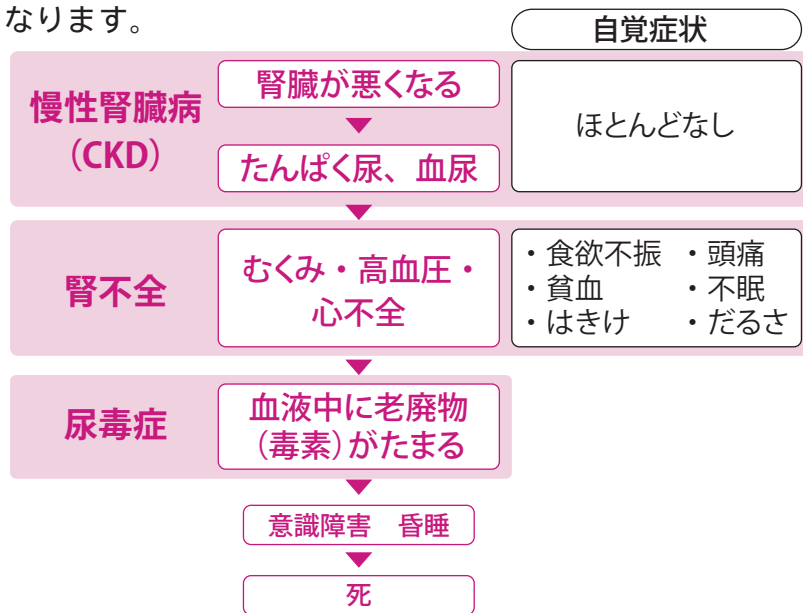 なります。
自覚症状
慢性腎臓病
（CKD）
腎臓が悪くなる
たんぱく尿、血尿
ほとんどなし
腎不全
むくみ・高血圧・
心不全
・食欲不振 ・頭痛
・貧血 ・不眠
・はきけ ・だるさ
尿毒症
血液中に老廃物
（毒素）がたまる
意識障害　昏睡
死